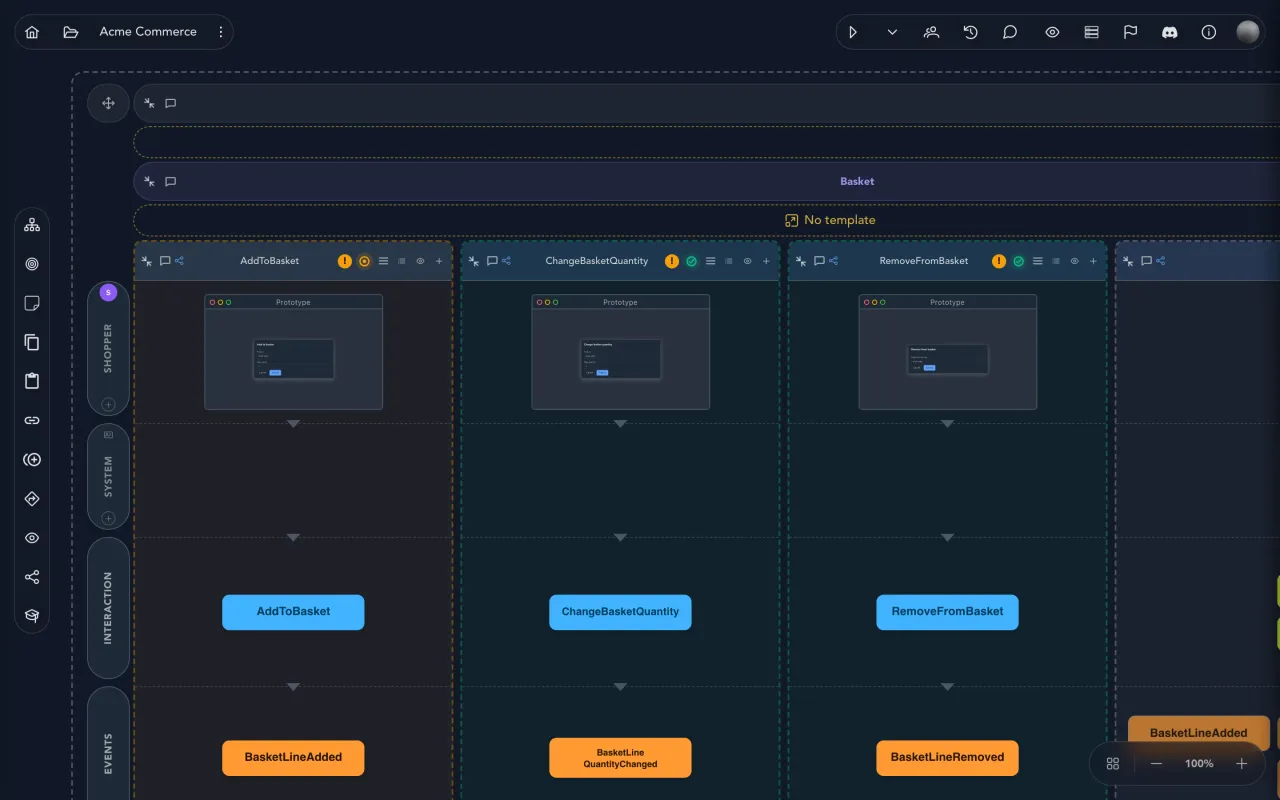 Acme Commerce
Basket
No template
AddToBasket
ChangeBasketQuantity
RemoveFromBasket
S
SHOPPER
Prototype
Prototype
Prototype
SYSTEM
INTERACTION
AddToBasket
ChangeBasketQuantity
RemoveFromBasket
EVENTS
BasketLineAdded
BasketLine
QuantityChanged
BasketLineRemoved
BasketLineAdded
100%